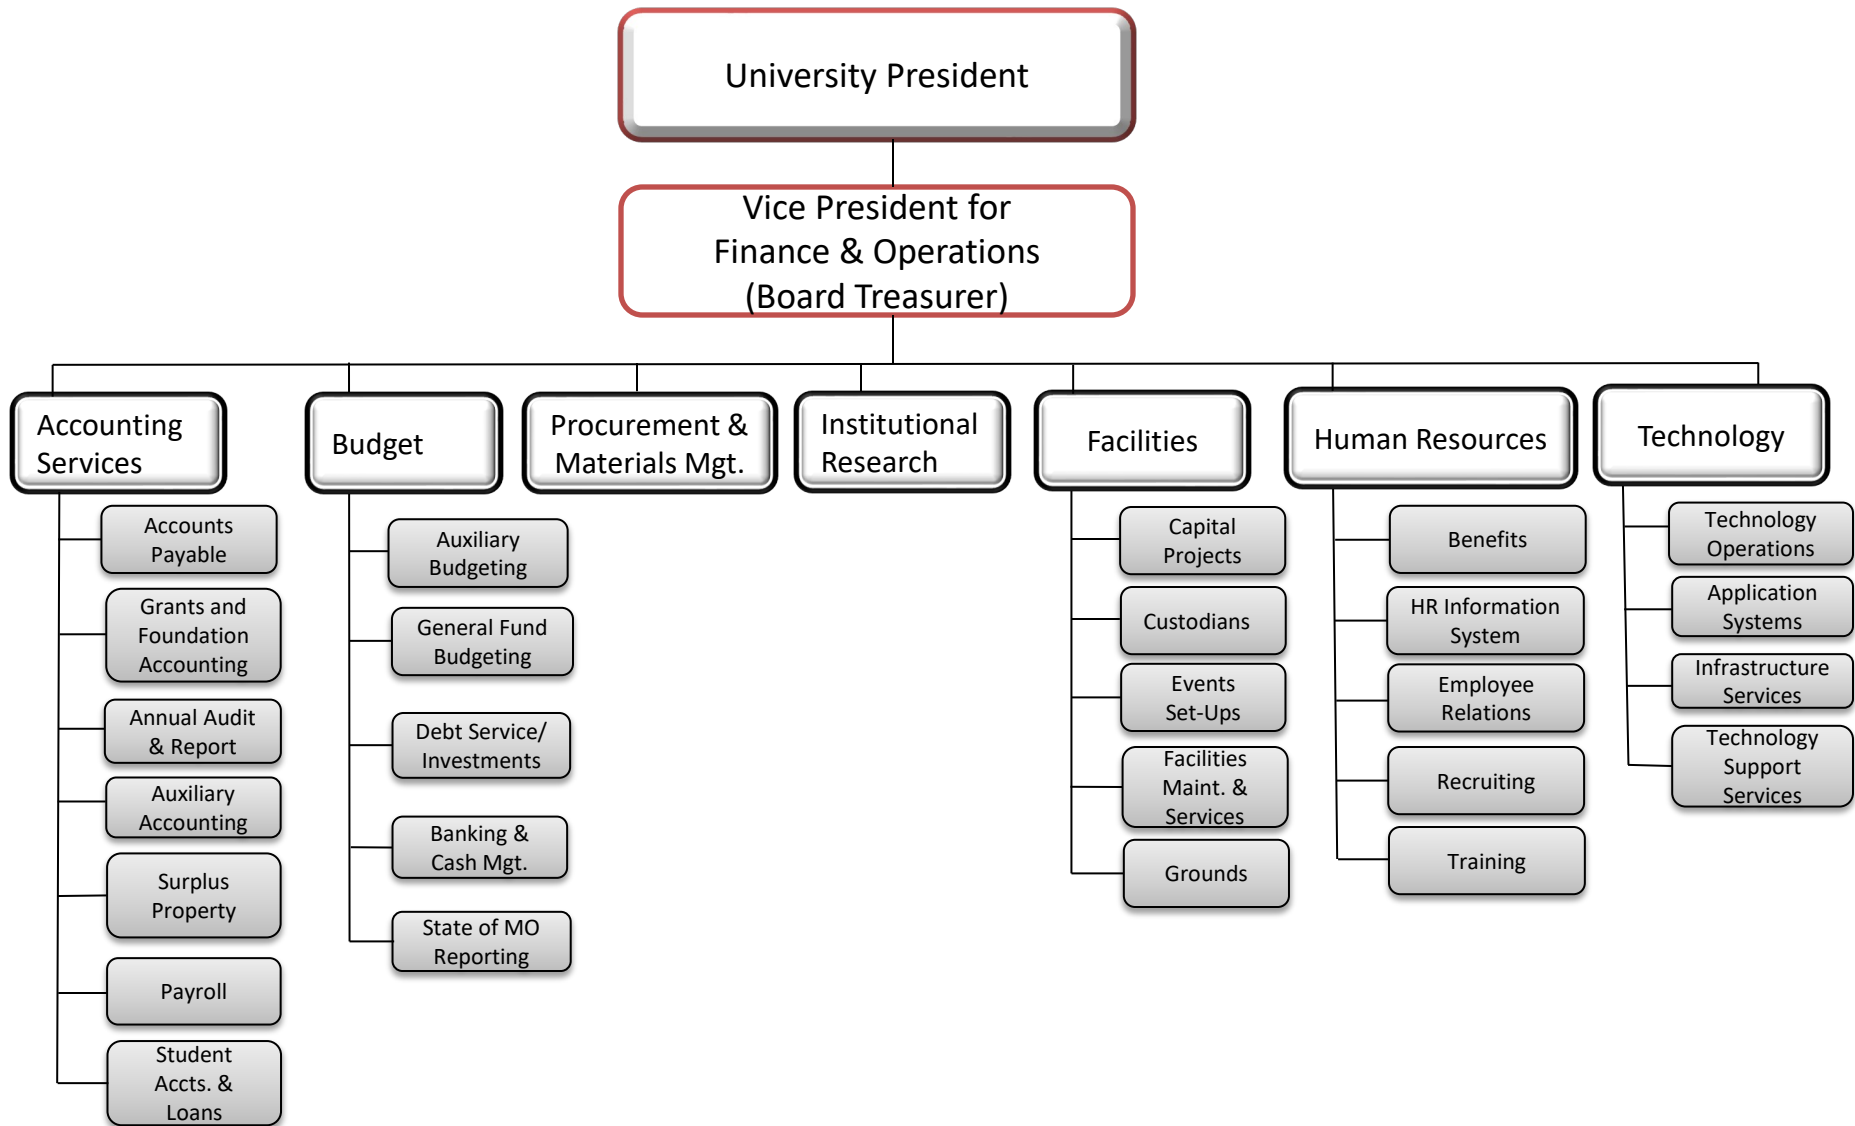 University President
Vice President for
Finance & Operations
(Board Treasurer)
Accounting
Services
Budget
Procurement &
Materials Mgt.
Institutional
Research
Facilities
Human Resources
Technology
Accounts
Payable
Grants and
Foundation
Accounting
Annual Audit
& Report
Auxiliary
Accounting
Surplus
Property
Payroll
Student
Accts. &
Loans
Auxiliary
Budgeting
General Fund
Budgeting
Debt Service/
Investments
Banking &
Cash Mgt.
State of MO
Reporting
Capital
Projects
Custodians
Events
Set-Ups
Facilities
Maint. &
Services
Grounds
Benefits
HR Information
System
Employee
Relations
Recruiting
Training
Technology
Operations
Application
Systems
Infrastructure
Services
Technology
Support
Services